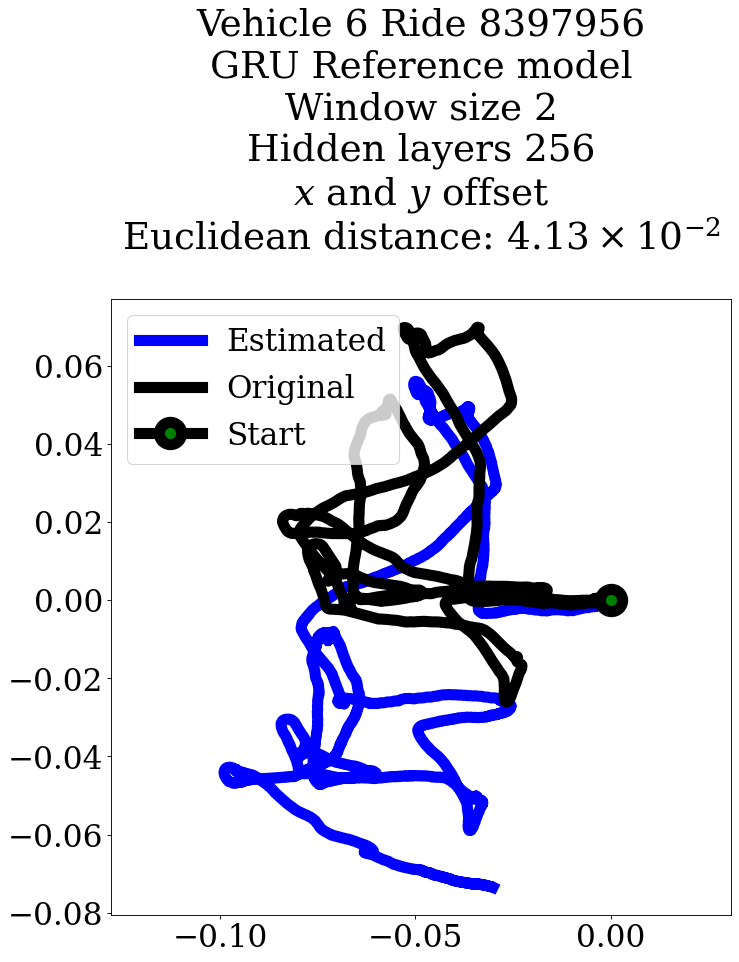 Vehicle 6 Ride 8397956
GRU Reference model
Window size 2
Hidden layers 256
x and y offset
Euclidean distance: 4.13 × 10⁻²
Estimated
Original
Start
0.06
0.04
0.02
0.00
−0.02
−0.04
−0.06
−0.08
−0.10 −0.05 0.00